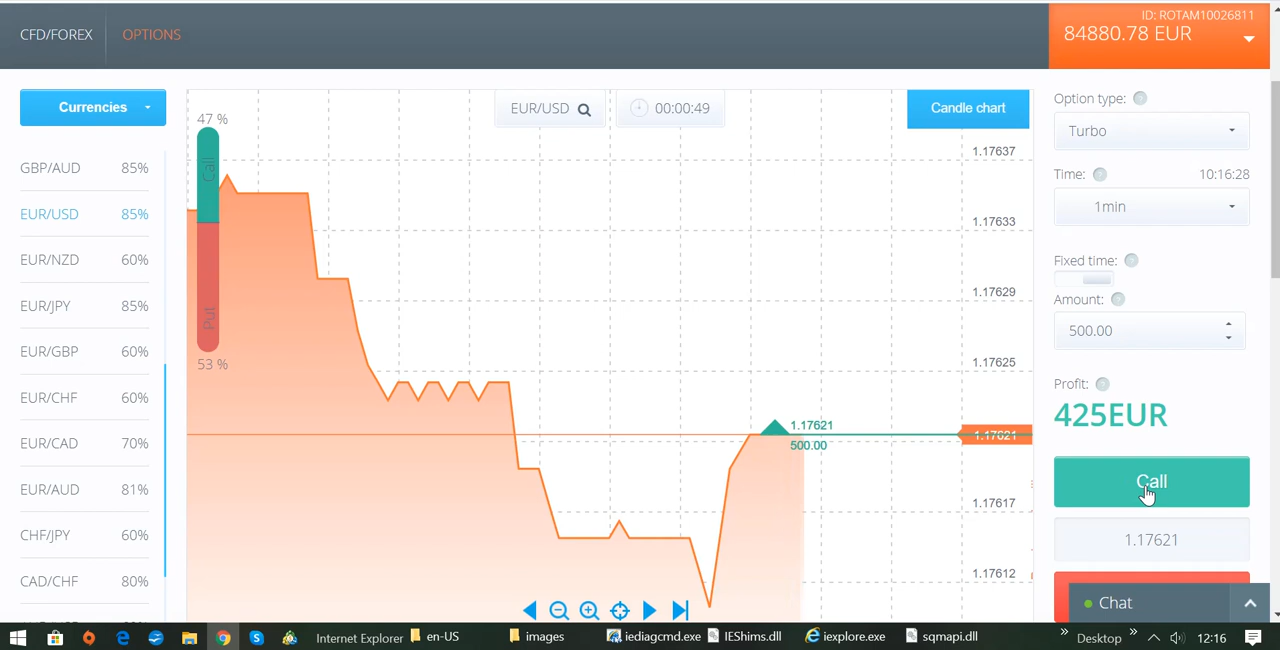 ID: ROTAM10026811
CFD/FOREX OPTIONS 84880.78 EUR
Currencies
47 %
Call
Put
53 %
GBP/AUD 85%
EUR/USD 85%
EUR/NZD 60%
EUR/JPY 85%
EUR/GBP 60%
EUR/CHF 60%
EUR/CAD 70%
EUR/AUD 81%
CHF/JPY 60%
CAD/CHF 80%
EUR/USD 00:00:49 Candle chart
1.17637
1.17633
1.17629
1.17625
1.17621
500.00
1.17621
1.17617
1.17612
Option type:
Turbo
Time: 10:16:28
1min
Fixed time:
Amount:
500.00
Profit:
425EUR
Call
1.17621
Chat
Internet Explorer en-US images iediagcmd.exe IEShims.dll iexplore.exe sqmapi.dll » Desktop » 12:16